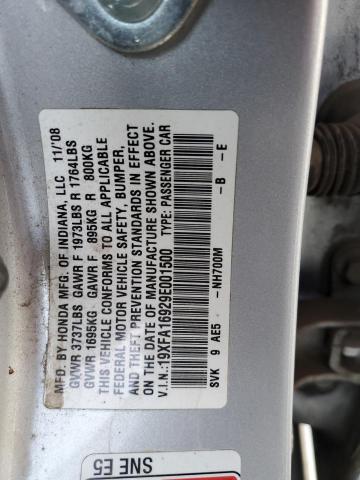 MFD. BY HONDA MFG. OF INDIANA, LLC 11/08
GVWR 3737LBS GAWR F 1973LBS R 1764LBS
GVWR 1695KG GAWR F 895KG R 800KG
THIS VEHICLE CONFORMS TO ALL APPLICABLE
FEDERAL MOTOR VEHICLE SAFETY, BUMPER,
AND THEFT PREVENTION STANDARDS IN EFFECT
ON THE DATE OF MANUFACTURE SHOWN ABOVE.
V.I.N.:19XFA16929E001500 TYPE: PASSENGER CAR
SVK 9 AE5 - NH700M - B - E
SNE E5